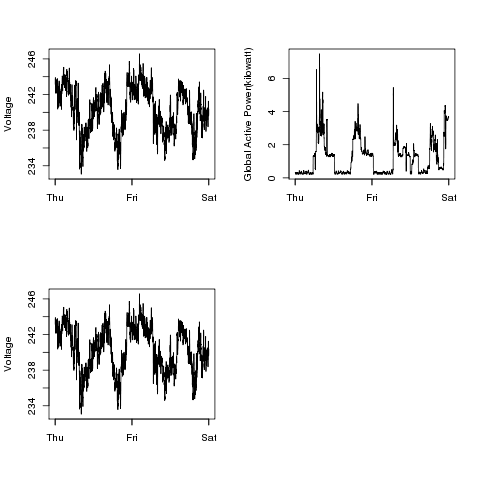 Voltage
246
242
238
234
Thu
Fri
Sat
Global Active Power(kilowatt)
6
4
2
0
Thu
Fri
Sat
Voltage
246
242
238
234
Thu
Fri
Sat